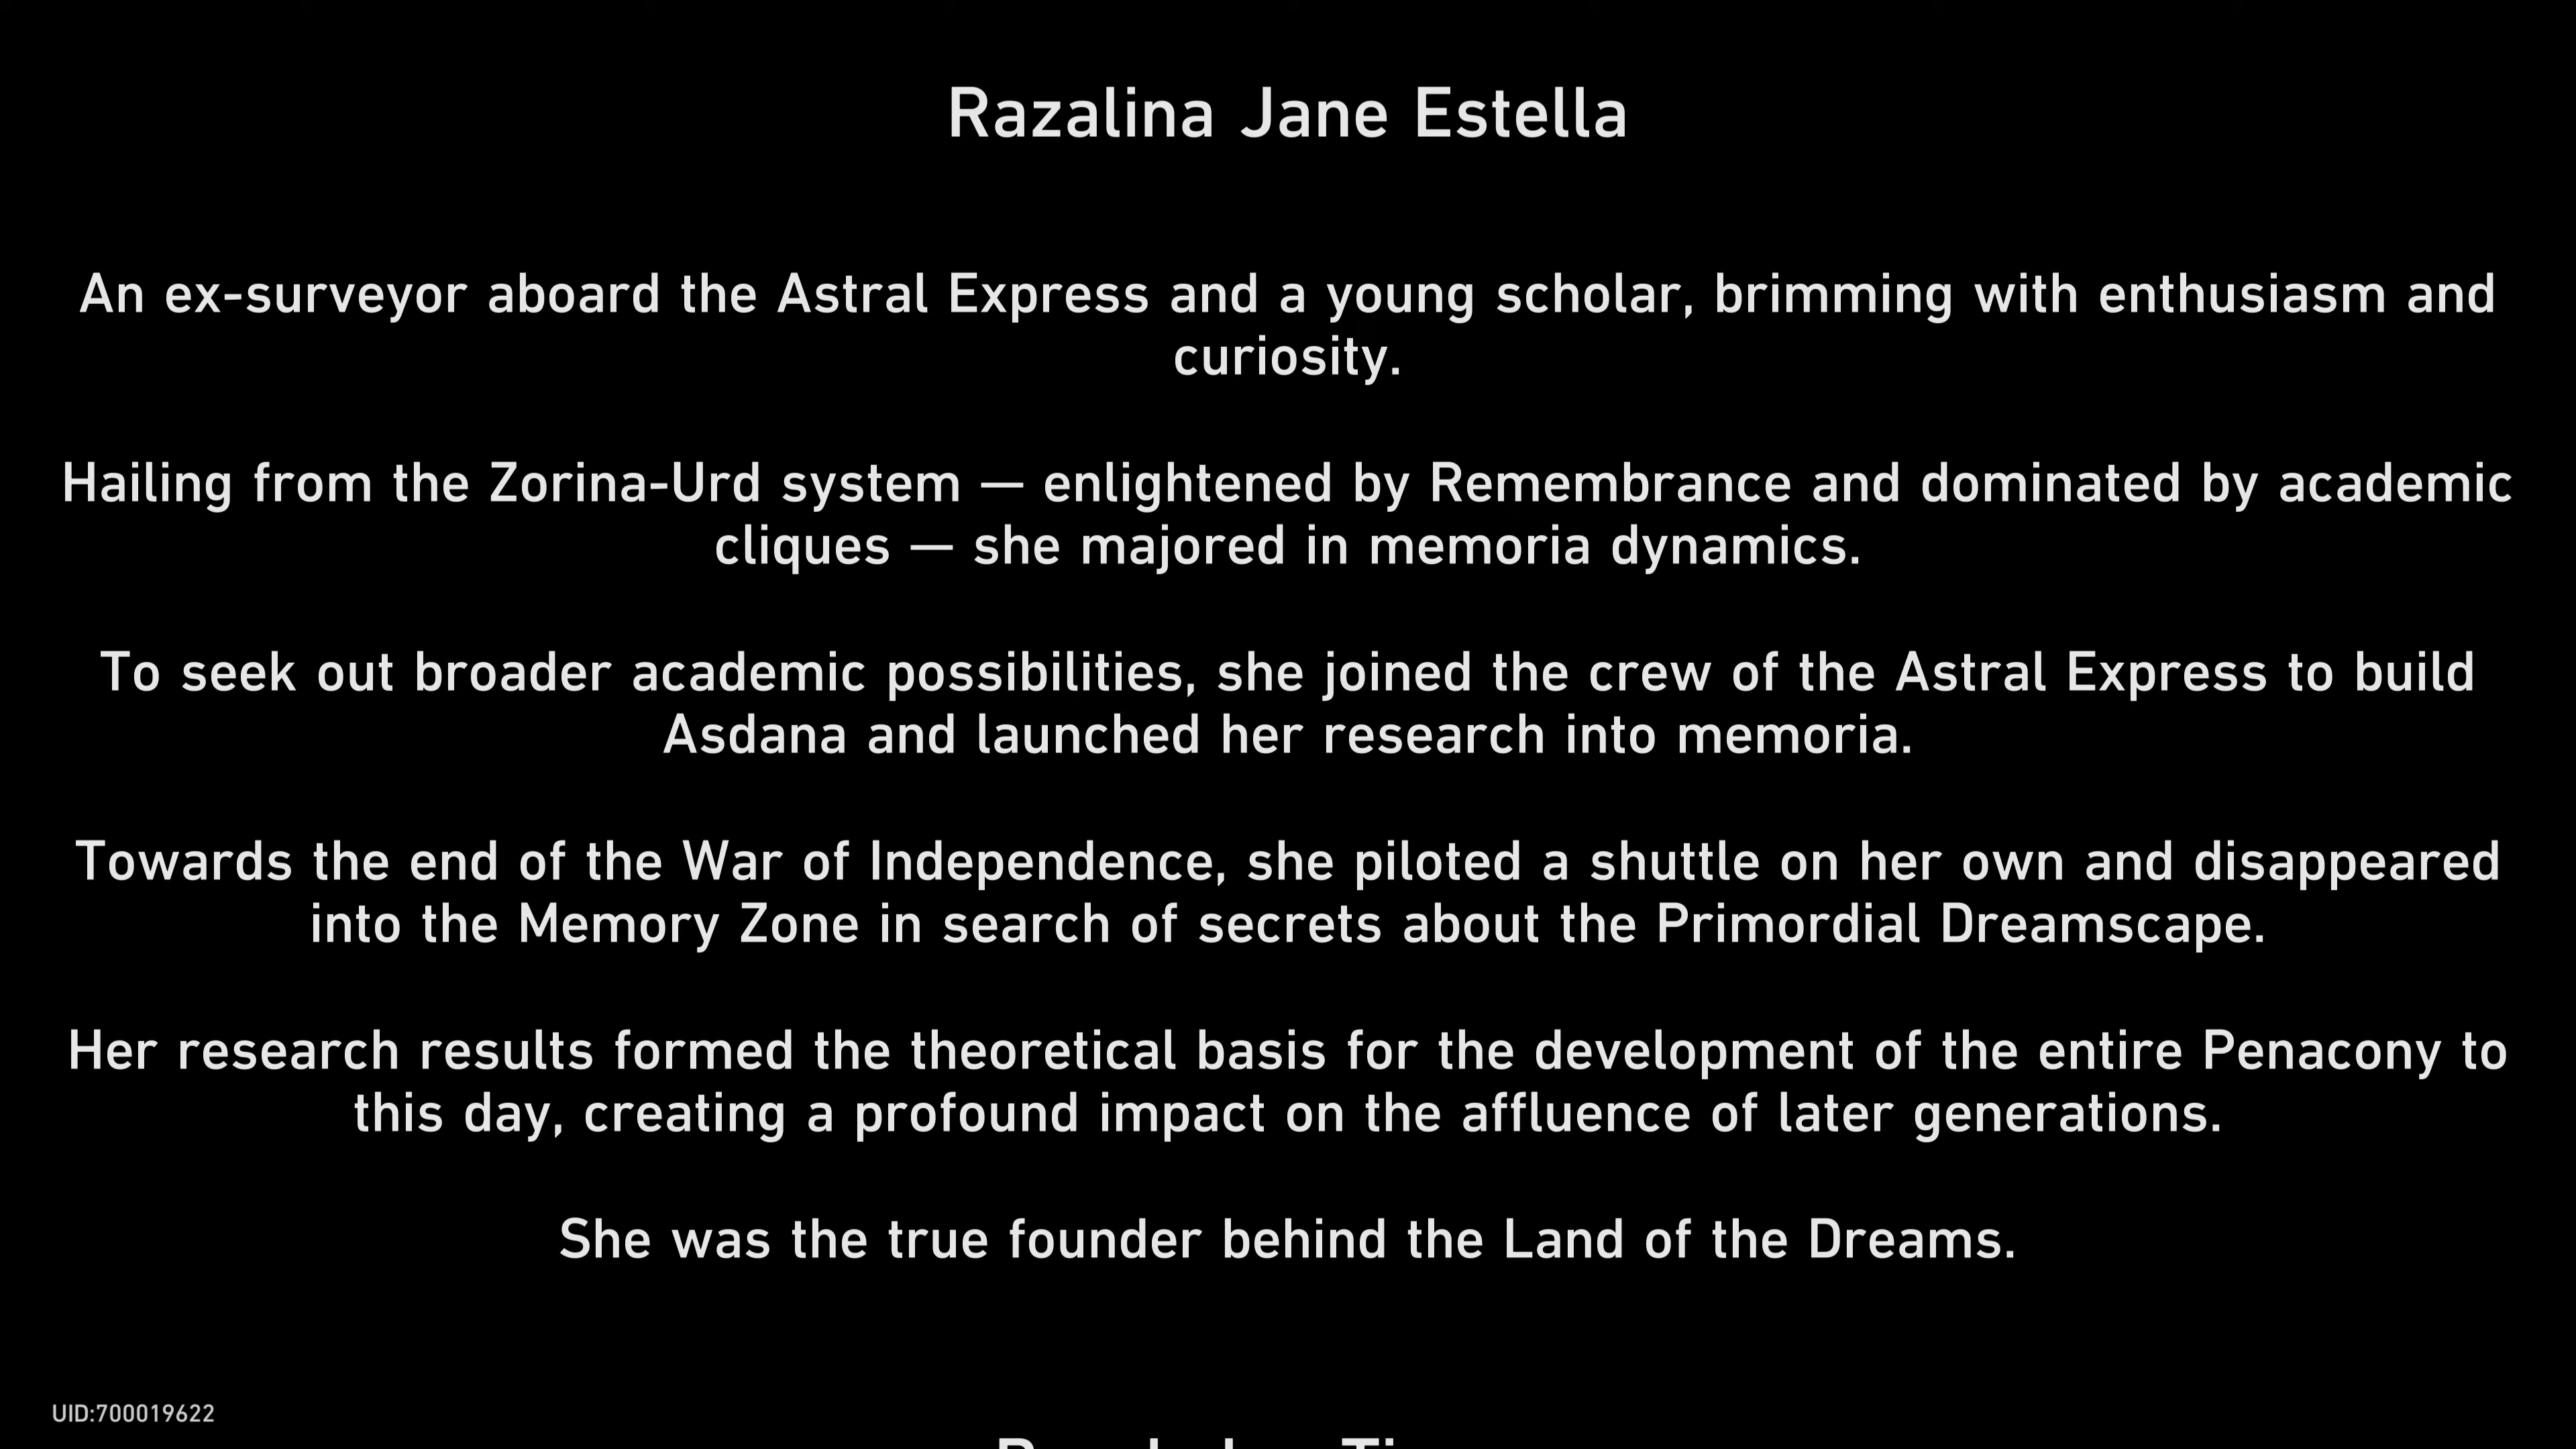 Razalina Jane Estella
An ex-surveyor aboard the Astral Express and a young scholar, brimming with enthusiasm and
curiosity.
Hailing from the Zorina-Urd system — enlightened by Remembrance and dominated by academic
cliques — she majored in memoria dynamics.
To seek out broader academic possibilities, she joined the crew of the Astral Express to build
Asdana and launched her research into memoria.
Towards the end of the War of Independence, she piloted a shuttle on her own and disappeared
into the Memory Zone in search of secrets about the Primordial Dreamscape.
Her research results formed the theoretical basis for the development of the entire Penacony to
this day, creating a profound impact on the affluence of later generations.
She was the true founder behind the Land of the Dreams.
UID:700019622